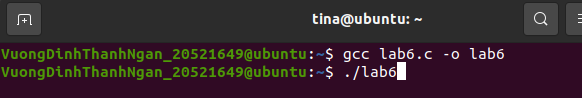 tina@ubuntu: ~
VuongDinhThanhNgan_20521649@ubuntu:~$ gcc lab6.c -o lab6
VuongDinhThanhNgan_20521649@ubuntu:~$ ./lab6